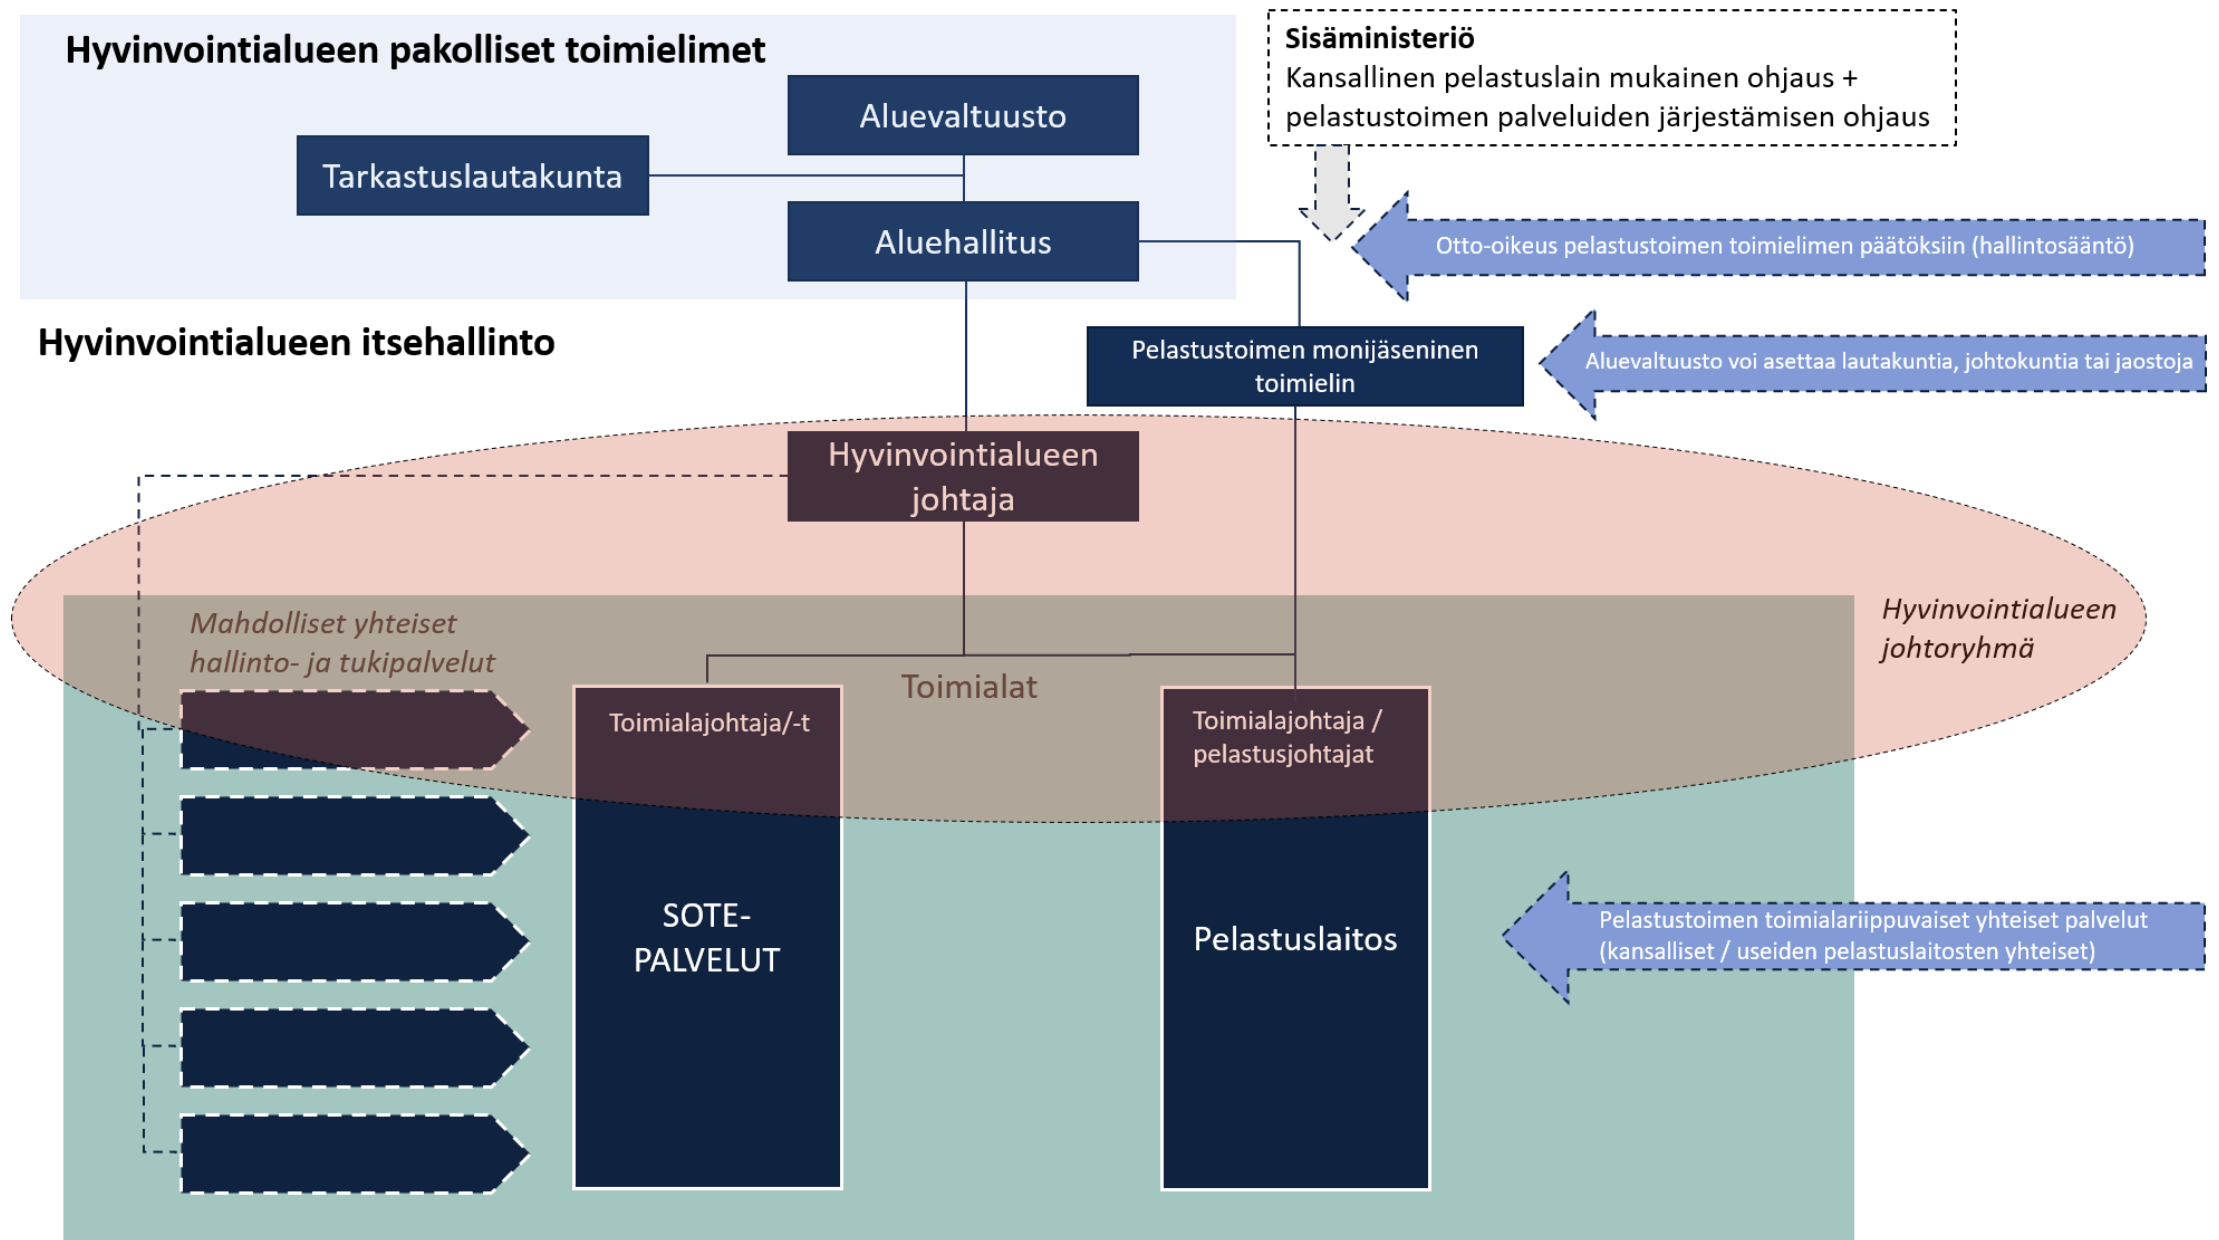 Hyvinvointialueen pakolliset toimielimet
Aluevaltuusto
Tarkastuslautakunta
Aluehallitus
Sisäministeriö
Kansallinen pelastuslain mukainen ohjaus +
pelastustoimen palveluiden järjestämisen ohjaus
Otto-oikeus pelastustoimen toimielimen päätöksiin (hallintosääntö)
Hyvinvointialueen itsehallinto
Pelastustoimen monijäseninen
toimielin
Aluevaltuusto voi asettaa lautakuntia, johtokuntia tai jaostoja
Hyvinvointialueen
johtaja
Mahdolliset yhteiset
hallinto- ja tukipalvelut
Hyvinvointialueen
johtoryhmä
Toimialat
Toimialajohtaja/-t
Toimialajohtaja /
pelastusjohtajat
SOTE-
PALVELUT
Pelastuslaitos
Pelastustoimen toimialariippuvaiset yhteiset palvelut
(kansalliset / useiden pelastuslaitosten yhteiset)